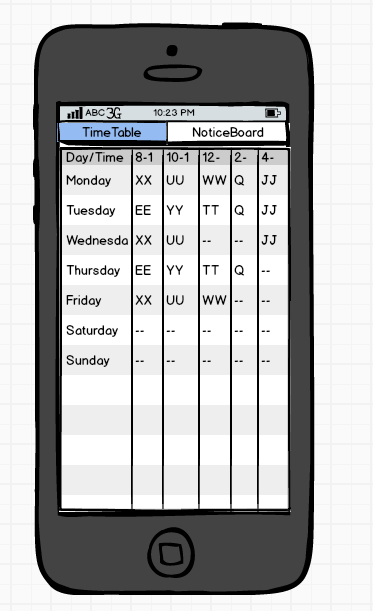 ABC 3G 10:23 PM
TimeTable NoticeBoard
Day/Time 8-1 10-1 12- 2- 4-
Monday XX UU WW Q JJ
Tuesday EE YY TT Q JJ
Wednesda XX UU -- -- JJ
Thursday EE YY TT Q --
Friday XX UU WW -- --
Saturday -- -- -- -- --
Sunday -- -- -- -- --